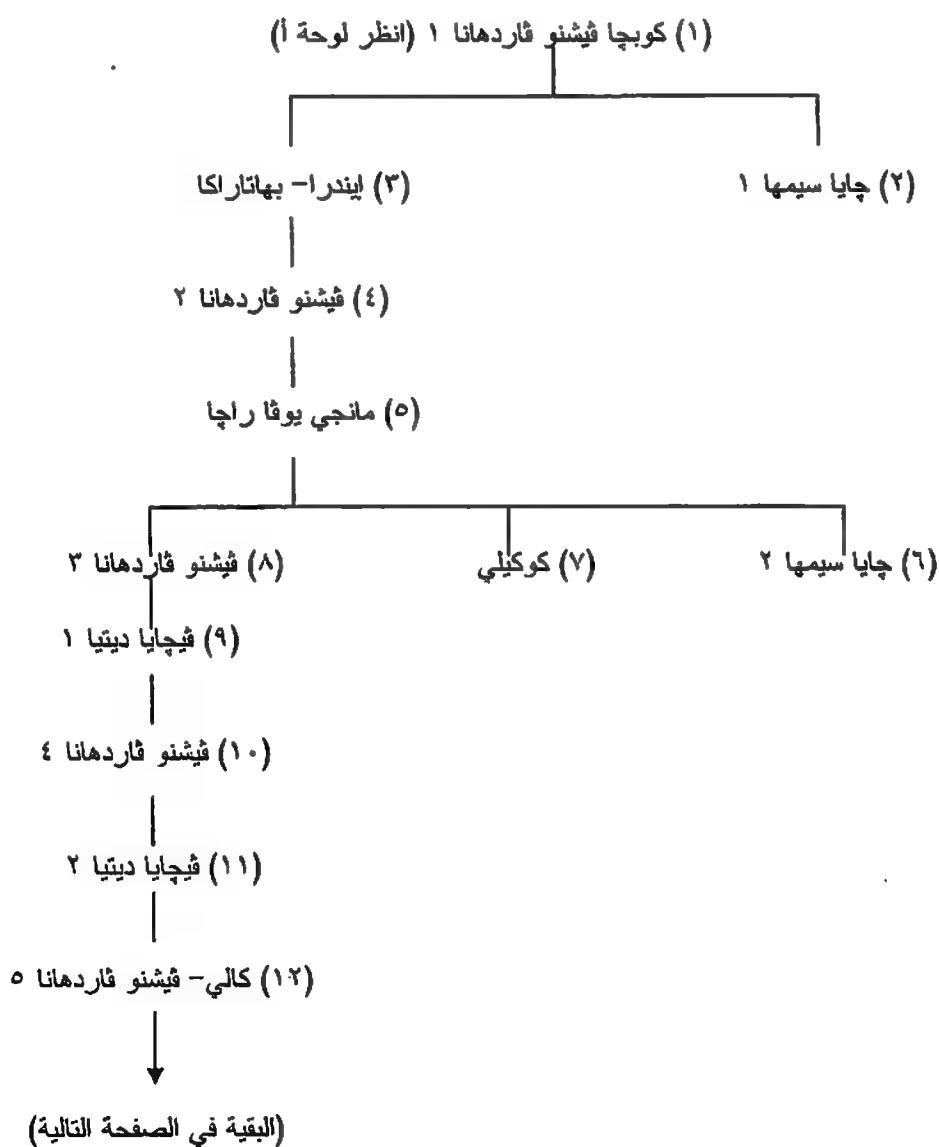 (١) كوبچا ڤيشنو ڤاردهانا ١ (انظر لوحة أ)
(٢) چايا سيمها ١
(٣) إيندرا- بهاتاراكا
(٤) ڤيشنو ڤاردهانا ٢
(٥) مانجي يوڤا راچا
(٦) چايا سيمها ٢
(٧) كوكيلي
(٨) ڤيشنو ڤاردهانا ٣
(٩) ڤيچايا ديتيا ١
(١٠) ڤيشنو ڤاردهانا ٤
(١١) ڤيچايا ديتيا ٢
(١٢) كالي- ڤيشنو ڤاردهانا ٥
(البقية في الصفحة التالية)